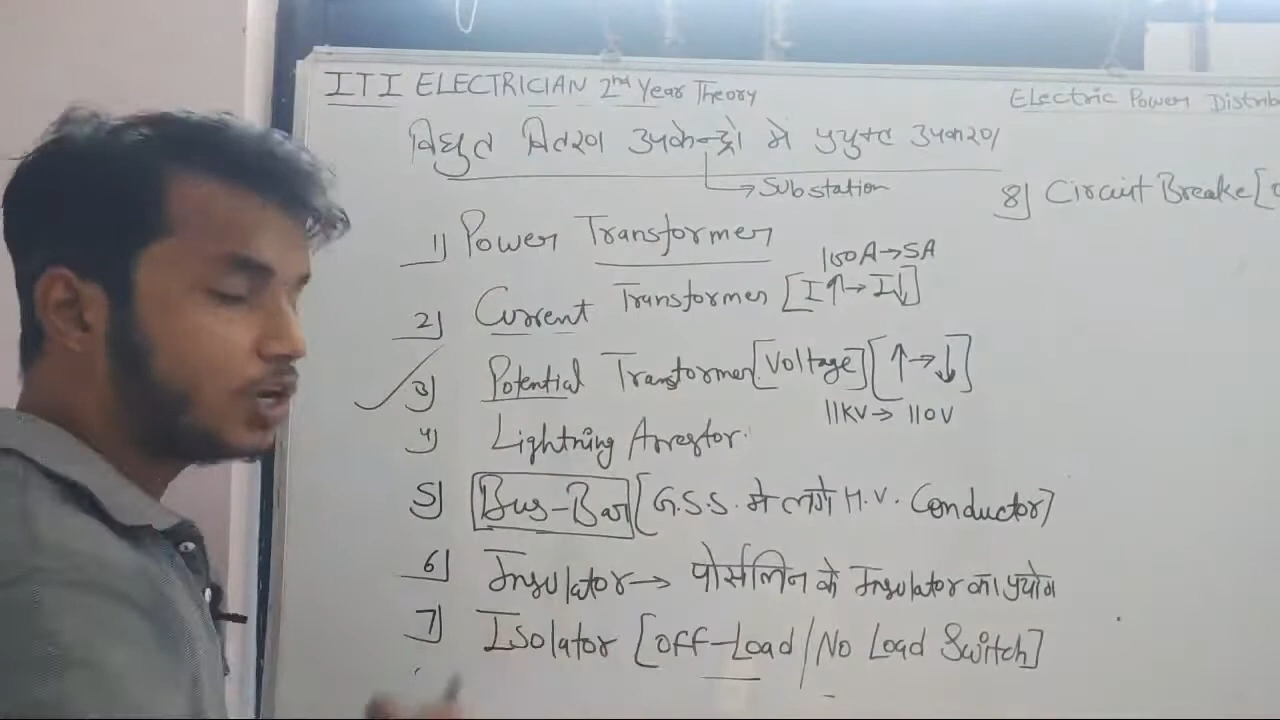 ITI ELECTRICIAN 2nd Year Theory
Electric Power Distrib
विधुत वितरण उपकेन्द्रो मे प्रयुक्त उपकरण
→ Substation
1) Power Transformer
100A→5A
2) Current Transformer [I↑→I↓]
3) Potential Transformer [Voltage] [↑→↓]
11KV→ 110V
4) Lightning Arrestor.
5) Bus-Bar [G.S.S. मे लगे H.V. Conductor]
6) Insulator→ पोर्सलिन के Insulator का प्रयोग
7) Isolator [Off-Load/No Load Switch]
8) Circuit Breake [